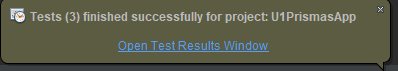 Tests (3) finished successfully for project: U1PrismasApp
Open Test Results Window